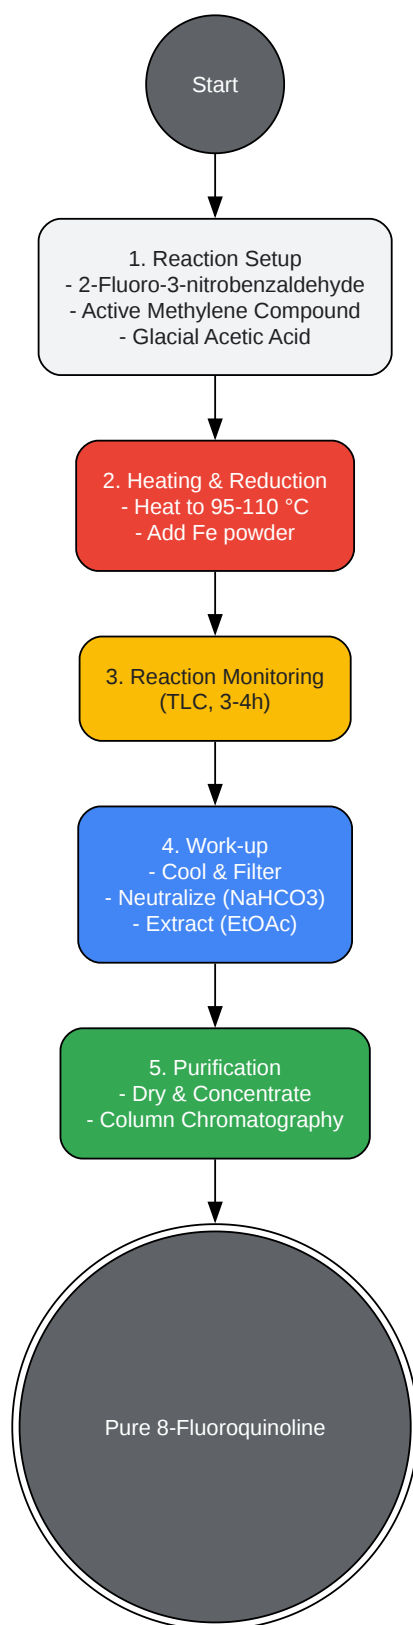 Start
1. Reaction Setup
- 2-Fluoro-3-nitrobenzaldehyde
- Active Methylene Compound
- Glacial Acetic Acid
2. Heating & Reduction
- Heat to 95-110 °C
- Add Fe powder
3. Reaction Monitoring
(TLC, 3-4h)
4. Work-up
- Cool & Filter
- Neutralize (NaHCO3)
- Extract (EtOAc)
5. Purification
- Dry & Concentrate
- Column Chromatography
Pure 8-Fluoroquinoline